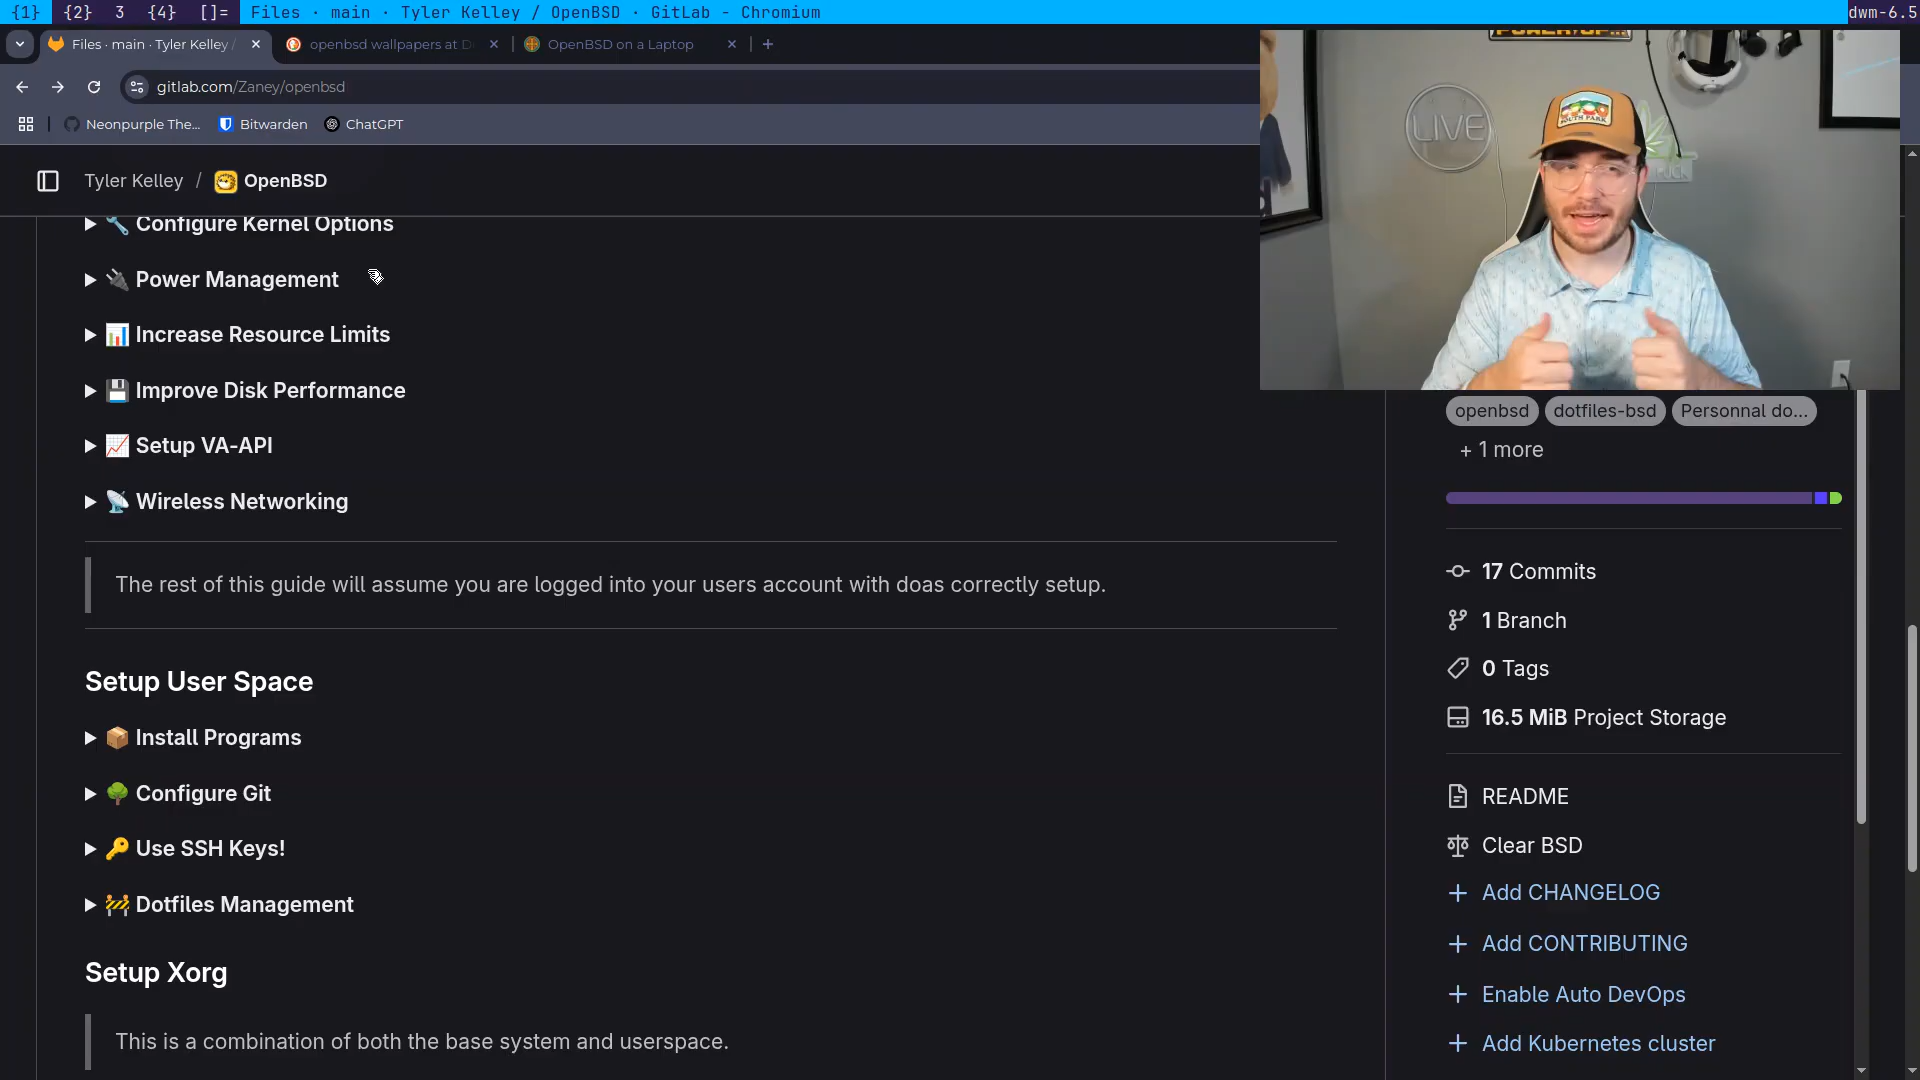 {1} {2} 3 {4} []= Files · main · Tyler Kelley / OpenBSD · GitLab - Chromium dwm-6.5
Files · main · Tyler Kelley /
openbsd wallpapers at D
OpenBSD on a Laptop
gitlab.com/Zaney/openbsd
Neonpurple The...
Bitwarden
ChatGPT
LIVE
SOUTH PARK
Tyler Kelley / OpenBSD
Configure Kernel Options
Power Management
Increase Resource Limits
Improve Disk Performance
Setup VA-API
Wireless Networking
The rest of this guide will assume you are logged into your users account with doas correctly setup.
Setup User Space
Install Programs
Configure Git
Use SSH Keys!
Dotfiles Management
Setup Xorg
This is a combination of both the base system and userspace.
openbsd
dotfiles-bsd
Personnal do...
+ 1 more
17 Commits
1 Branch
0 Tags
16.5 MiB Project Storage
README
Clear BSD
Add CHANGELOG
Add CONTRIBUTING
Enable Auto DevOps
Add Kubernetes cluster